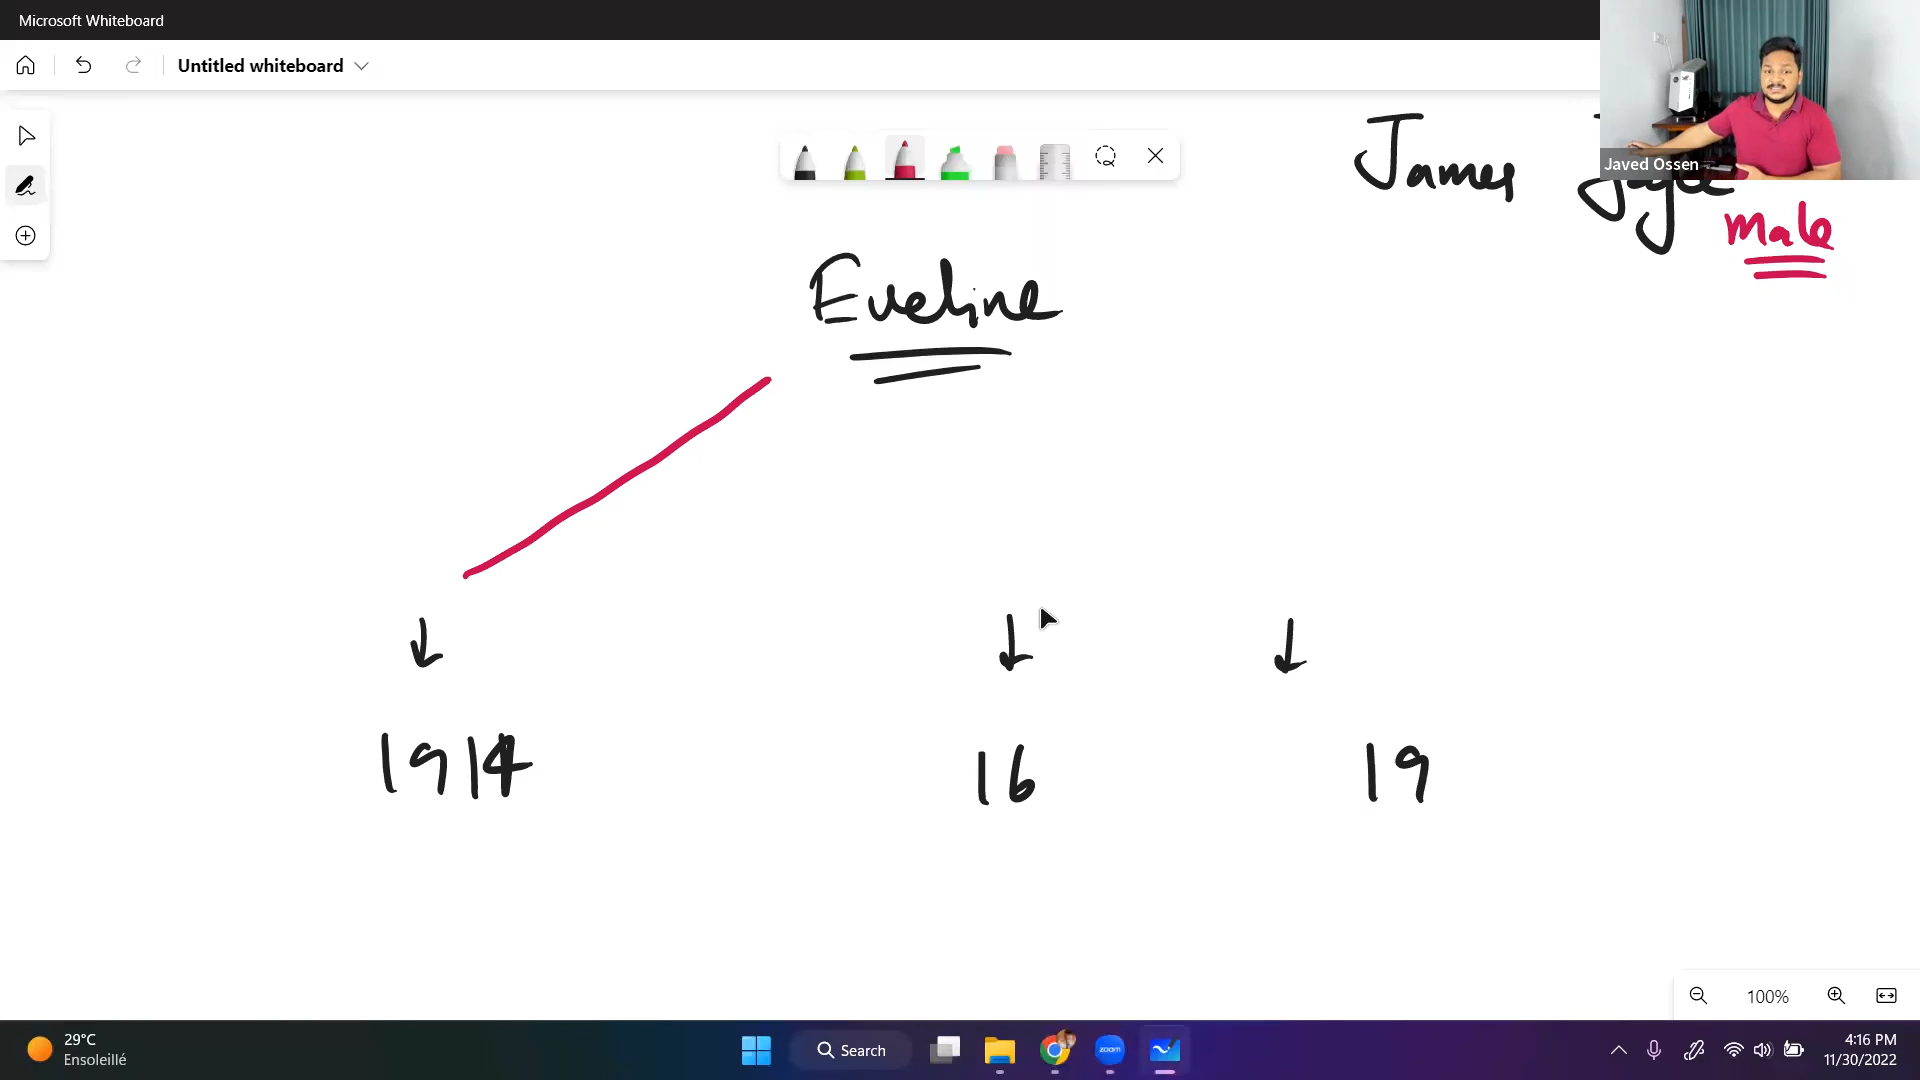 Microsoft Whiteboard
Untitled whiteboard
Javed Ossen
James
male
Eveline
1914
16
19
100%
29°C
Ensoleillé
Search
zoom
4:16 PM
11/30/2022